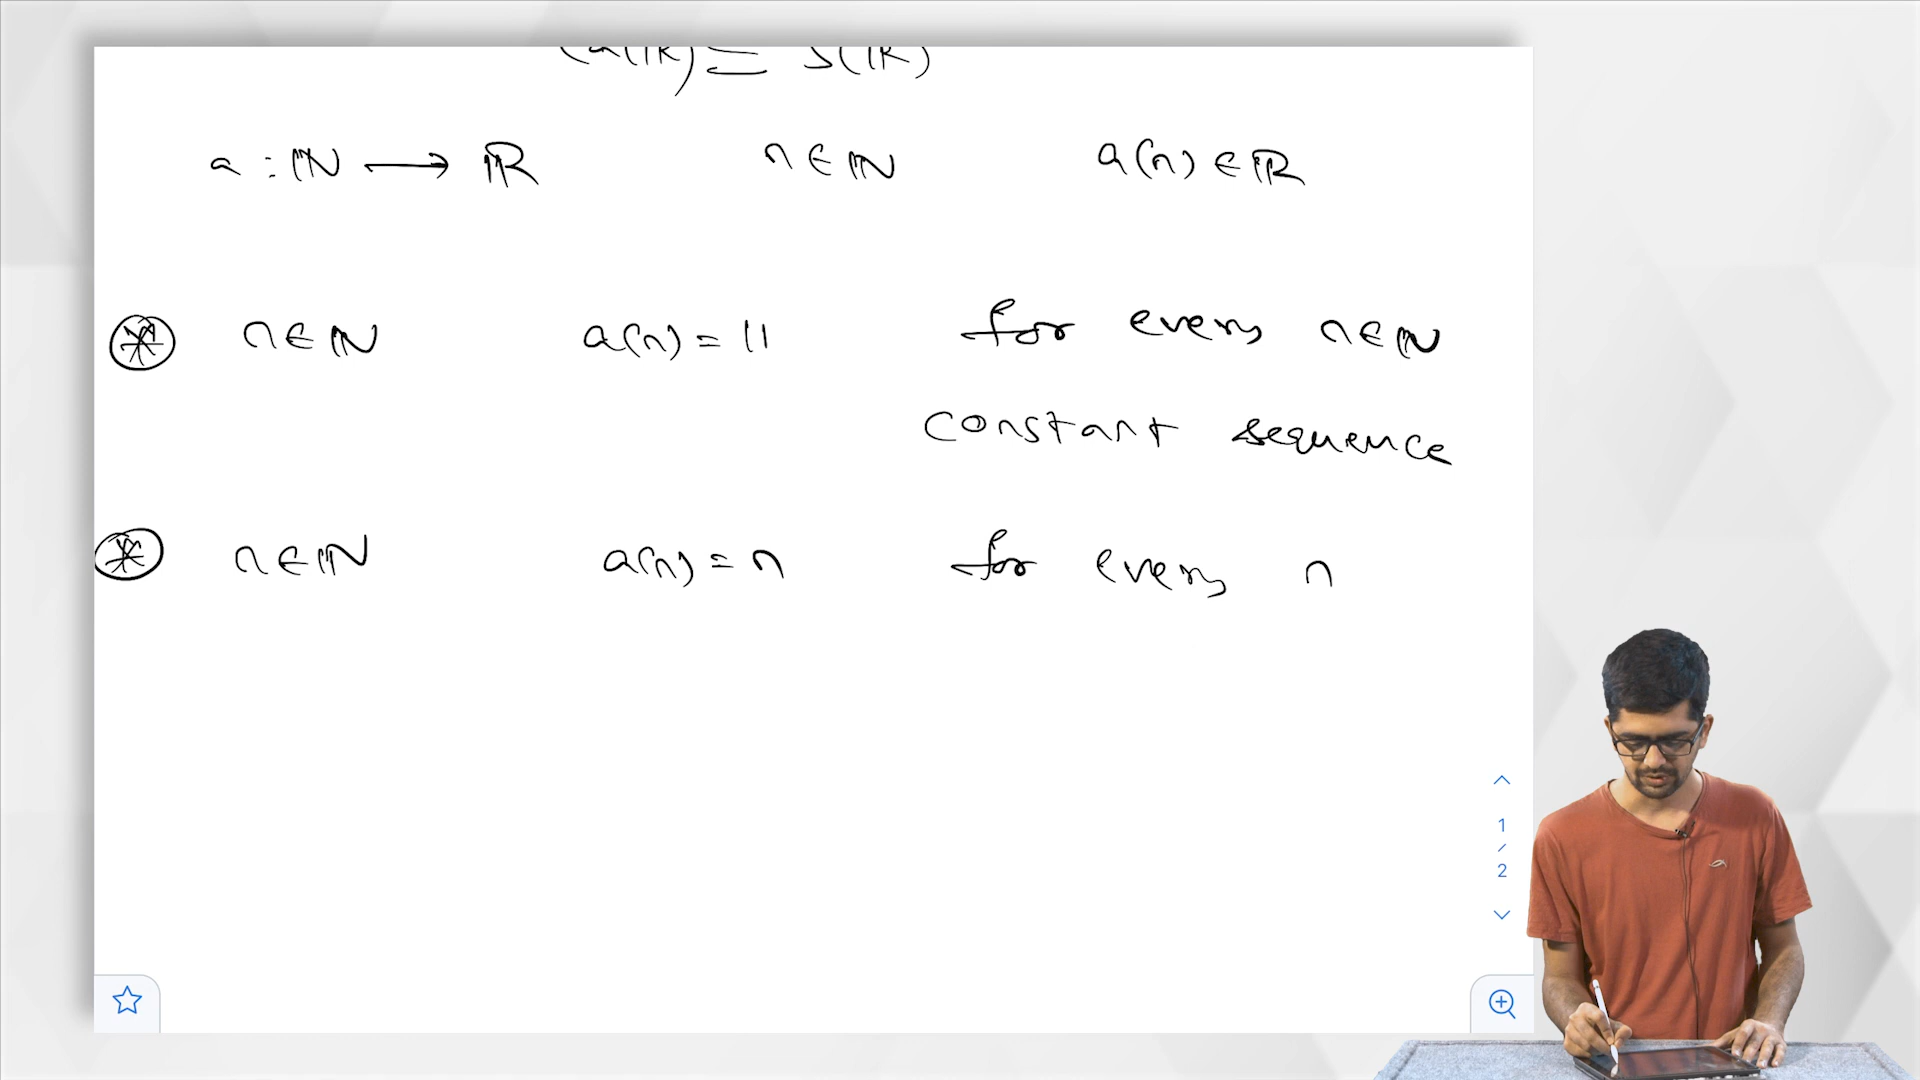 a : ℕ ⟶ ℝ n ∈ ℕ a(n) ∈ ℝ
n ∈ ℕ a(n) = 11 for every n ∈ ℕ
constant sequence
n ∈ ℕ a(n) = n for every n
1
/
2